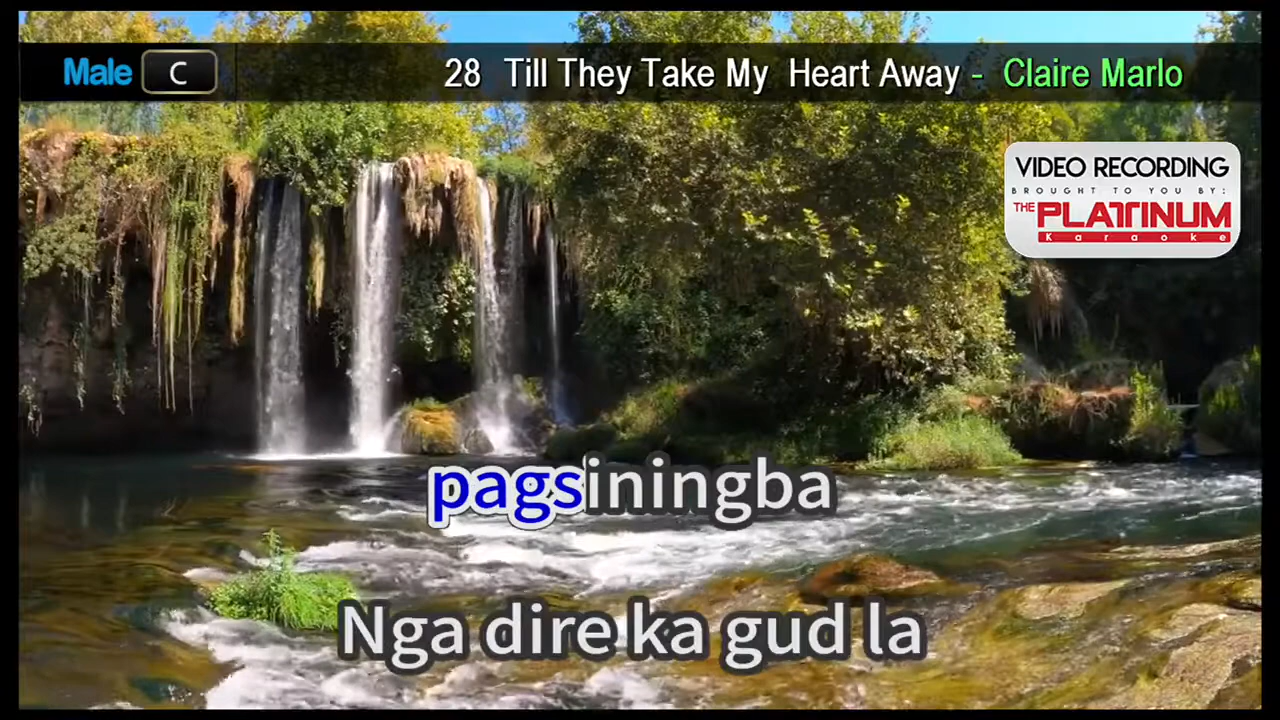 Male C 28 Till They Take My Heart Away - Claire Marlo
VIDEO RECORDING
BROUGHT TO YOU BY:
THE PLATINUM
Karaoke
pagsiningba
Nga dire ka gud la